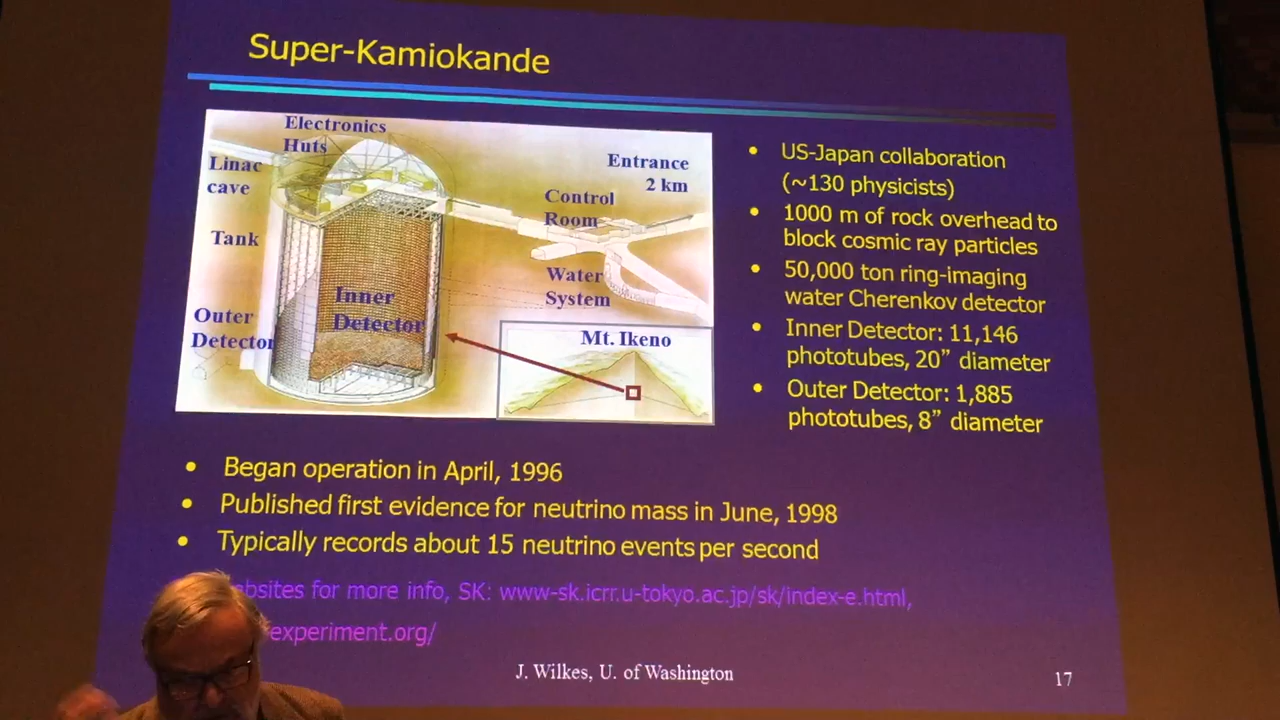 Super-Kamiokande
Electronics
Huts
Linac
cave
Tank
Outer
Detector
Inner
Detector
Entrance
2 km
Control
Room
Water
System
Mt. Ikeno
• US-Japan collaboration
(~130 physicists)
• 1000 m of rock overhead to
block cosmic ray particles
• 50,000 ton ring-imaging
water Cherenkov detector
• Inner Detector: 11,146
phototubes, 20” diameter
• Outer Detector: 1,885
phototubes, 8” diameter
• Began operation in April, 1996
• Published first evidence for neutrino mass in June, 1998
• Typically records about 15 neutrino events per second
for more info, SK: www-sk.icrr.u-tokyo.ac.jp/sk/index-e.html,
experiment.org/
J. Wilkes, U. of Washington
17